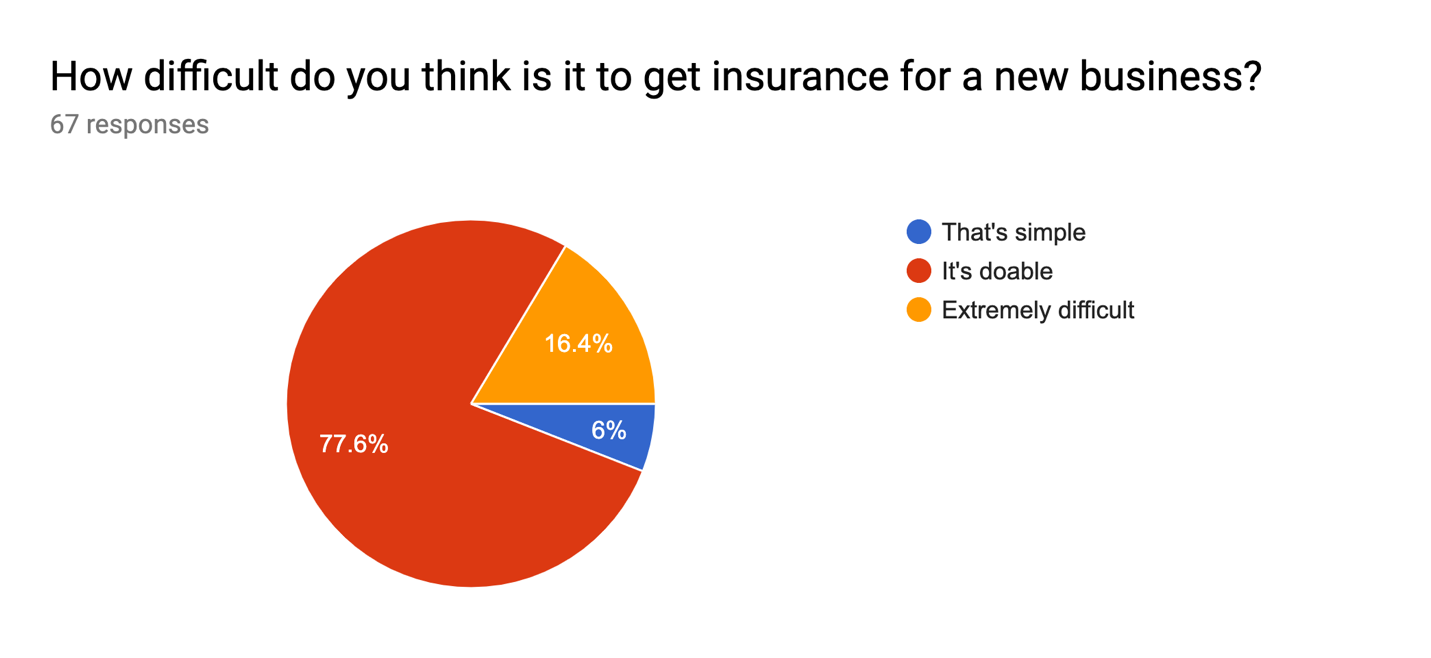 How difficult do you think is it to get insurance for a new business?
67 responses
That's simple
It's doable
Extremely difficult
16.4%
6%
77.6%